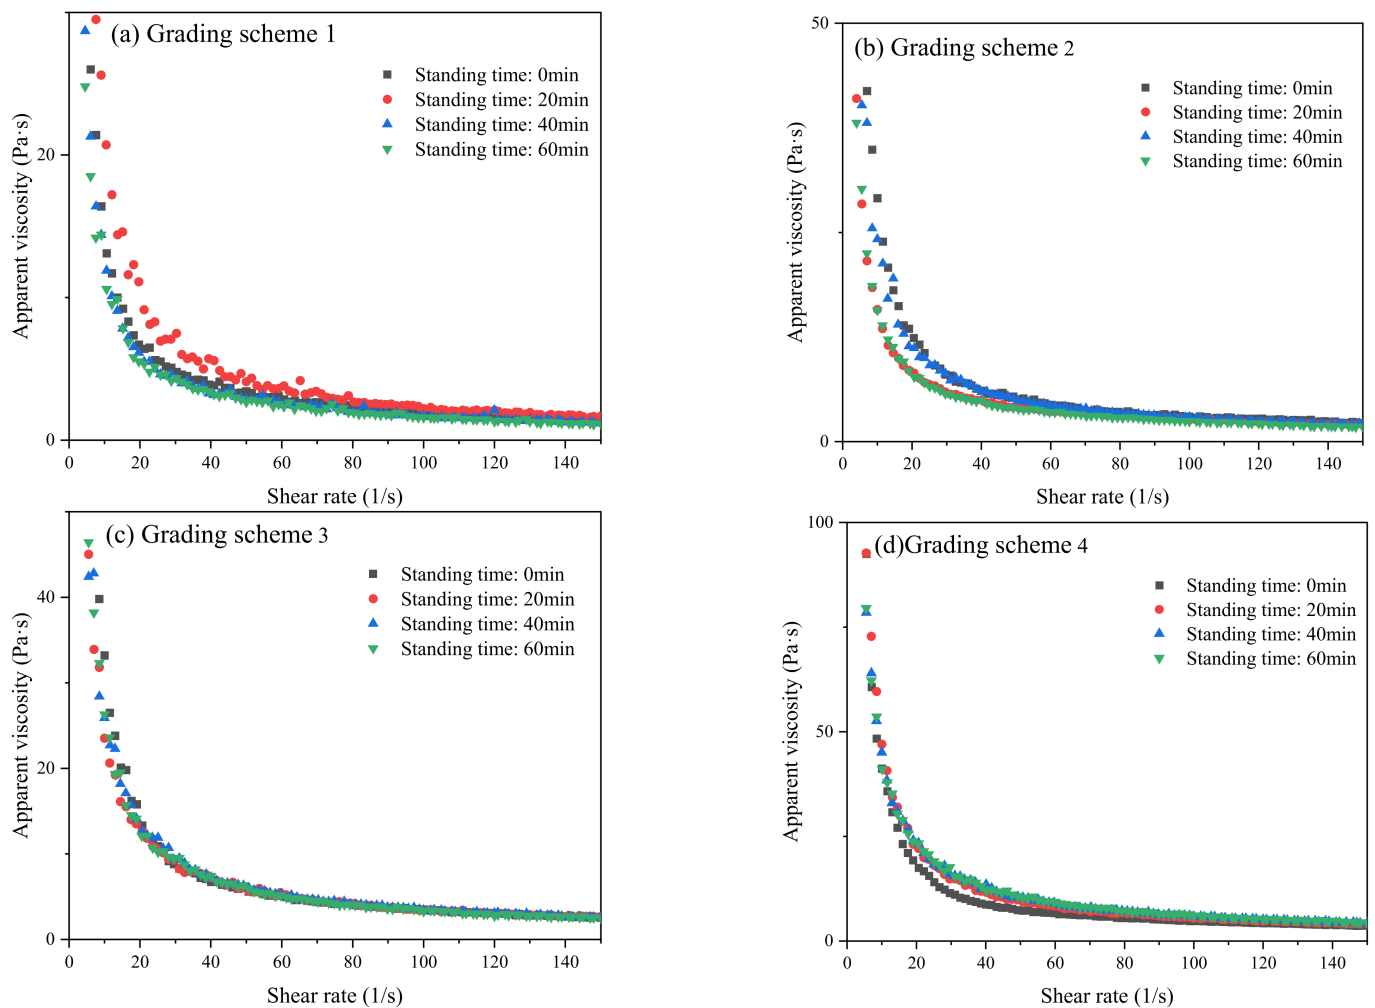 (a) Grading scheme 1
Standing time: 0min
Standing time: 20min
Standing time: 40min
Standing time: 60min
Apparent viscosity (Pa·s)
20
0
0 20 40 60 80 100 120 140
Shear rate (1/s)
(b) Grading scheme 2
Standing time: 0min
Standing time: 20min
Standing time: 40min
Standing time: 60min
Apparent viscosity (Pa·s)
50
0
0 20 40 60 80 100 120 140
Shear rate (1/s)
(c) Grading scheme 3
Standing time: 0min
Standing time: 20min
Standing time: 40min
Standing time: 60min
Apparent viscosity (Pa·s)
40
20
0
0 20 40 60 80 100 120 140
Shear rate (1/s)
(d)Grading scheme 4
Standing time: 0min
Standing time: 20min
Standing time: 40min
Standing time: 60min
Apparent viscosity (Pa·s)
100
50
0
0 20 40 60 80 100 120 140
Shear rate (1/s)